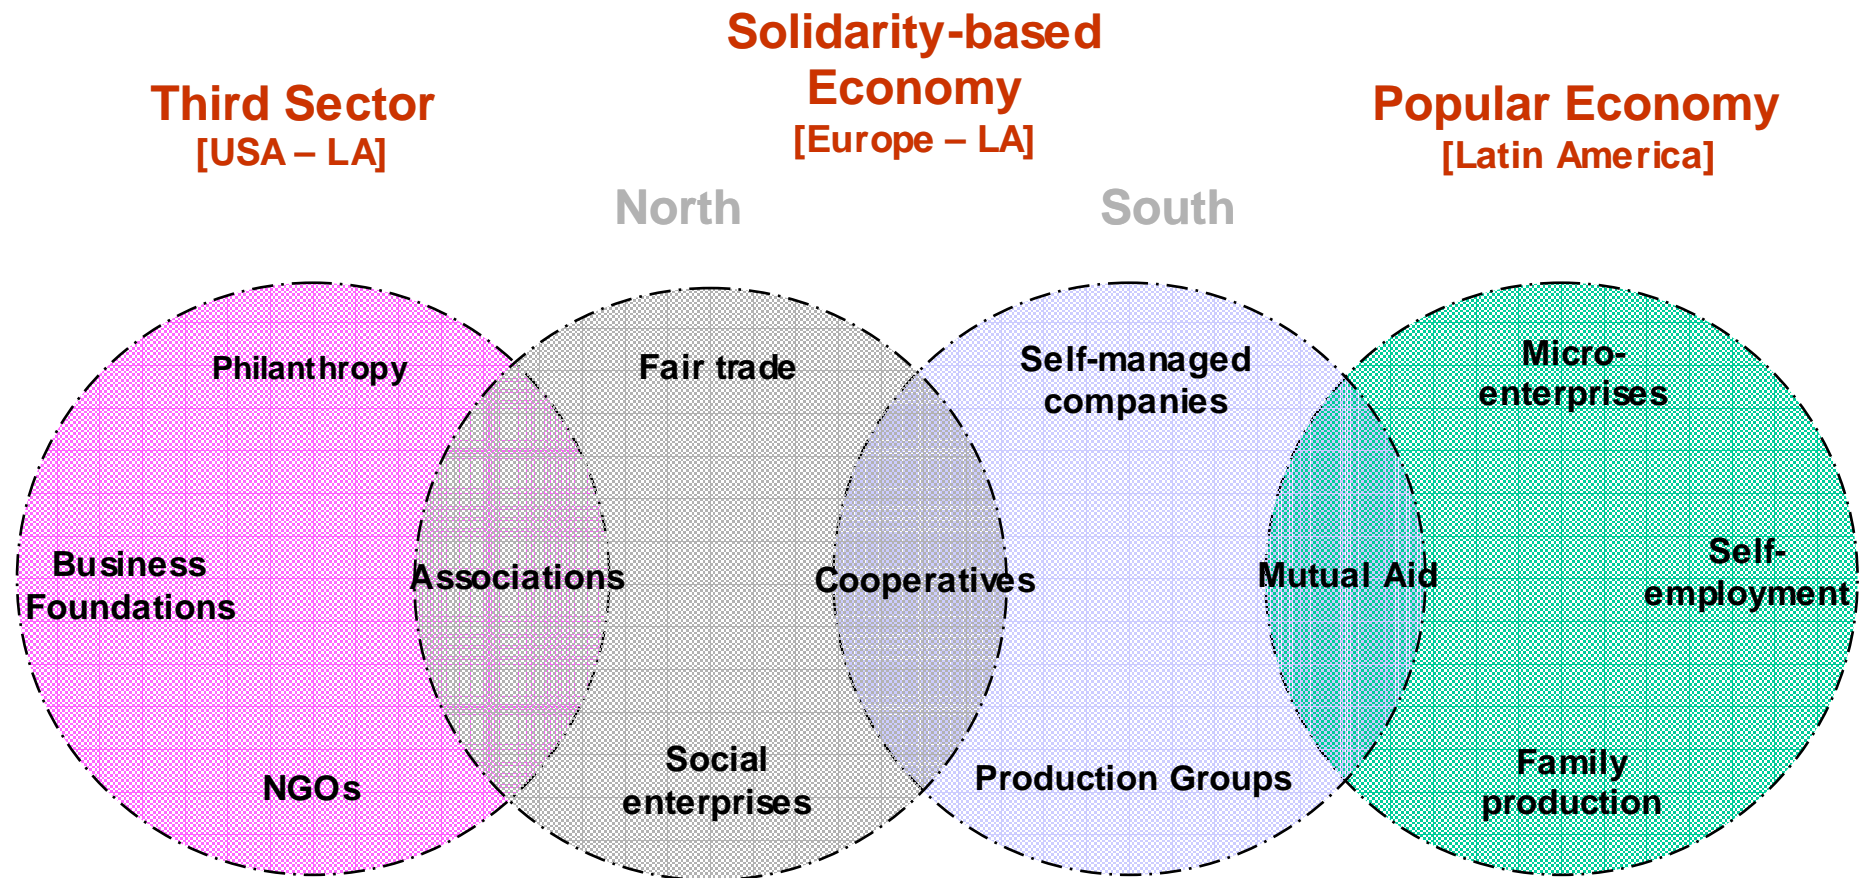 Solidarity-based
Economy
[Europe – LA]
Third Sector
[USA – LA]
Popular Economy
[Latin America]
North
South
Philanthropy
Fair trade
Self-managed
companies
Micro-
enterprises
Business
Foundations
Associations
Cooperatives
Mutual Aid
Self-
employment
NGOs
Social
enterprises
Production Groups
Family
production